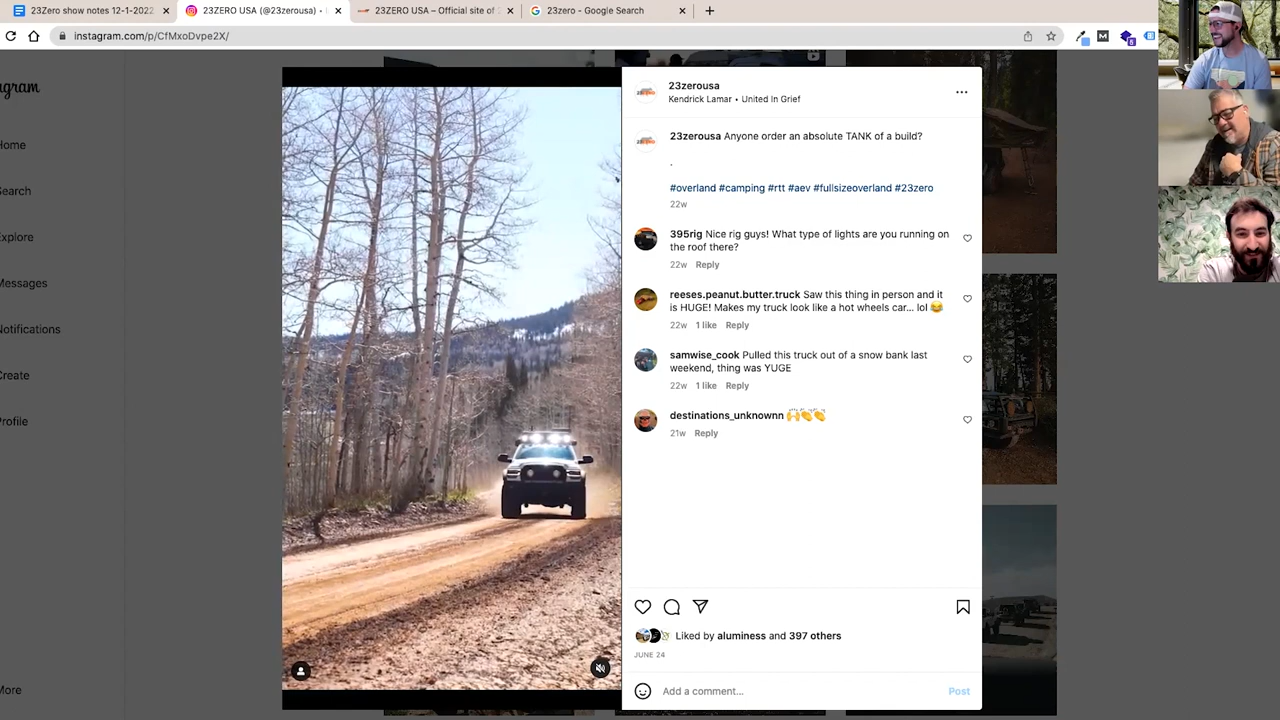 23Zero show notes 12-1-2022
23ZERO USA (@23zerousa) •
23ZERO USA – Official site of 2
23zero - Google Search
instagram.com/p/CfMxoDvpe2X/
gram
Home
Search
Explore
Messages
Notifications
Create
Profile
More
23zerousa
Kendrick Lamar • United In Grief
23zerousa Anyone order an absolute TANK of a build?
.
#overland #camping #rtt #aev #fullsizeoverland #23zero
22w
395rig Nice rig guys! What type of lights are you running on
the roof there?
22w Reply
reeses.peanut.butter.truck Saw this thing in person and it
is HUGE! Makes my truck look like a hot wheels car... lol 😂
22w 1 like Reply
samwise_cook Pulled this truck out of a snow bank last
weekend, thing was YUGE
22w 1 like Reply
destinations_unknownn 🙌👏👏
21w Reply
Liked by aluminess and 397 others
JUNE 24
Add a comment...
Post